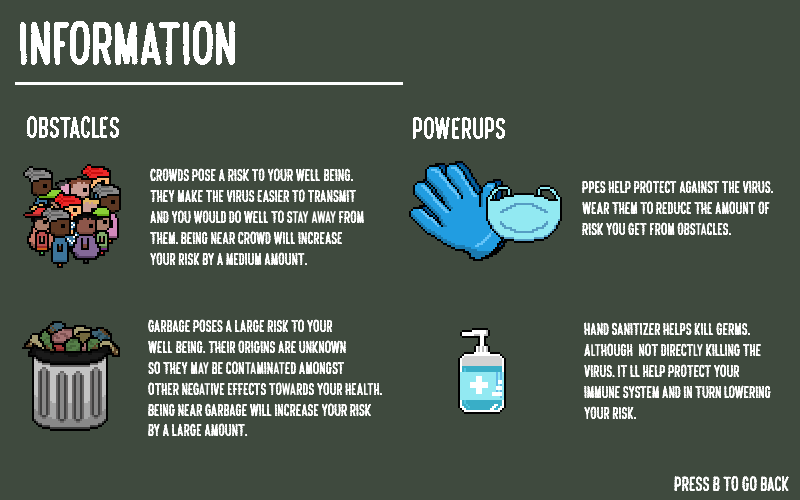 INFORMATION
OBSTACLES
CROWDS POSE A RISK TO YOUR WELL BEING.
THEY MAKE THE VIRUS EASIER TO TRANSMIT
AND YOU WOULD DO WELL TO STAY AWAY FROM
THEM. BEING NEAR CROWD WILL INCREASE
YOUR RISK BY A MEDIUM AMOUNT.
GARBAGE POSES A LARGE RISK TO YOUR
WELL BEING. THEIR ORIGINS ARE UNKNOWN
SO THEY MAY BE CONTAMINATED AMONGST
OTHER NEGATIVE EFFECTS TOWARDS YOUR HEALTH.
BEING NEAR GARBAGE WILL INCREASE YOUR RISK
BY A LARGE AMOUNT.
POWERUPS
PPES HELP PROTECT AGAINST THE VIRUS.
WEAR THEM TO REDUCE THE AMOUNT OF
RISK YOU GET FROM OBSTACLES.
HAND SANITIZER HELPS KILL GERMS.
ALTHOUGH NOT DIRECTLY KILLING THE
VIRUS. IT LL HELP PROTECT YOUR
IMMUNE SYSTEM AND IN TURN LOWERING
YOUR RISK.
PRESS B TO GO BACK